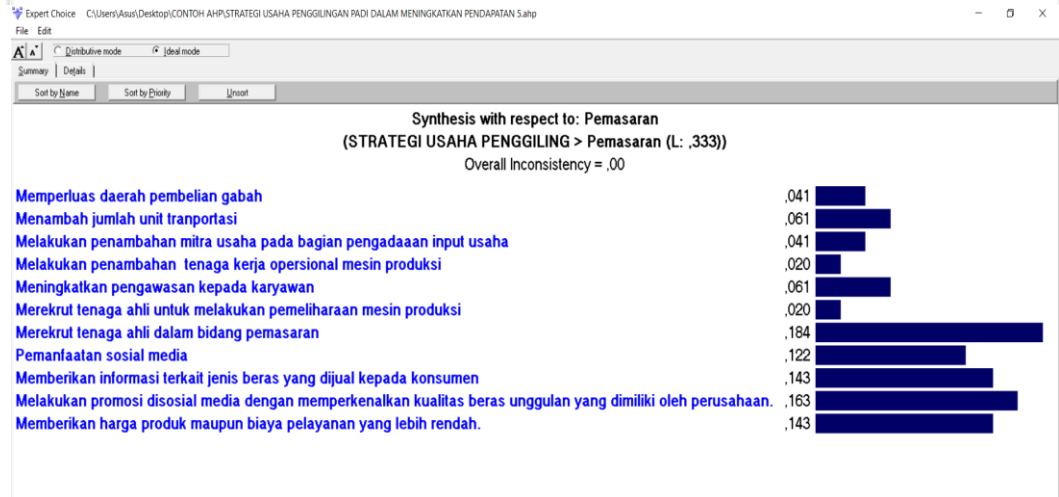 Expert Choice C:\Users\Asus\Desktop\CONTOH AHP\STRATEGI USAHA PENGGILINGAN PADI DALAM MENINGKATKAN PENDAPATAN 5.ahp
File Edit
A A Distributive mode Ideal mode
Summary Details
Sort by Name Sort by Priority Unsort
Synthesis with respect to: Pemasaran
(STRATEGI USAHA PENGGILING > Pemasaran (L: ,333))
Overall Inconsistency = ,00
Memperluas daerah pembelian gabah ,041
Menambah jumlah unit tranportasi ,061
Melakukan penambahan mitra usaha pada bagian pengadaaan input usaha ,041
Melakukan penambahan tenaga kerja opersional mesin produksi ,020
Meningkatkan pengawasan kepada karyawan ,061
Merekrut tenaga ahli untuk melakukan pemeliharaan mesin produksi ,020
Merekrut tenaga ahli dalam bidang pemasaran ,184
Pemanfaatan sosial media ,122
Memberikan informasi terkait jenis beras yang dijual kepada konsumen ,143
Melakukan promosi disosial media dengan memperkenalkan kualitas beras unggulan yang dimiliki oleh perusahaan. ,163
Memberikan harga produk maupun biaya pelayanan yang lebih rendah. ,143